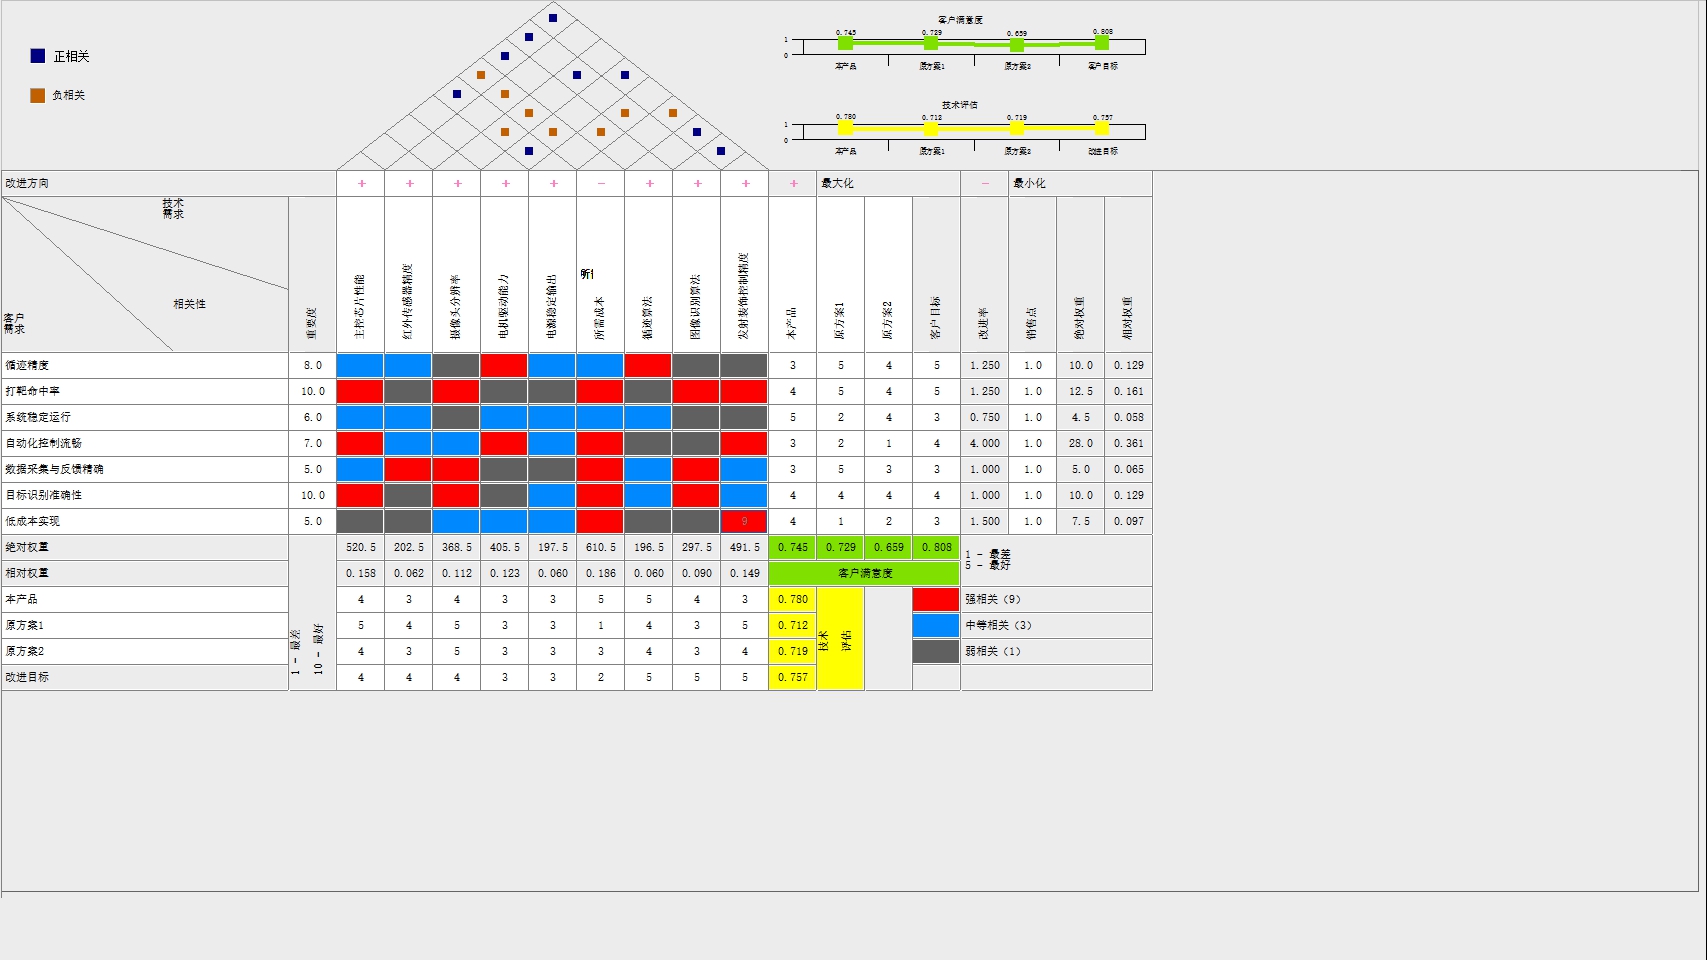 正相关
负相关
客户满意度
0.745 0.729 0.659 0.808
1
0
本产品 原方案1 原方案2 客户目标
技术评估
0.780 0.712 0.719 0.757
1
0
本产品 原方案1 原方案2 改进目标
改进方向 + + + + + － + + + + 最大化 － 最小化
技术
需求
相关性
客户
需求
重要度
主控芯片性能
红外传感器精度
摄像头分辨率
电机驱动能力
电源稳定输出
所需成本
循迹算法
图像识别算法
发射装饰控制精度
本产品
原方案1
原方案2
客户目标
改进率
销售点
绝对权重
相对权重
循迹精度 8.0 3 5 4 5 1.250 1.0 10.0 0.129
打靶命中率 10.0 4 5 4 5 1.250 1.0 12.5 0.161
系统稳定运行 6.0 5 2 4 3 0.750 1.0 4.5 0.058
自动化控制流畅 7.0 3 2 1 4 4.000 1.0 28.0 0.361
数据采集与反馈精确 5.0 3 5 3 3 1.000 1.0 5.0 0.065
目标识别准确性 10.0 4 4 4 4 1.000 1.0 10.0 0.129
低成本实现 5.0 9 4 1 2 3 1.500 1.0 7.5 0.097
绝对权重 520.5 202.5 368.5 405.5 197.5 610.5 196.5 297.5 491.5 0.745 0.729 0.659 0.808
1 － 最差
5 － 最好
相对权重 0.158 0.062 0.112 0.123 0.060 0.186 0.060 0.090 0.149 客户满意度
1 － 最差
10 － 最好
本产品 4 3 4 3 3 5 5 4 3 0.780 强相关（9）
原方案1 5 4 5 3 3 1 4 3 5 0.712 中等相关（3）
原方案2 4 3 5 3 3 3 4 3 4 0.719 弱相关（1）
改进目标 4 4 4 3 3 2 5 5 5 0.757
技术
评估